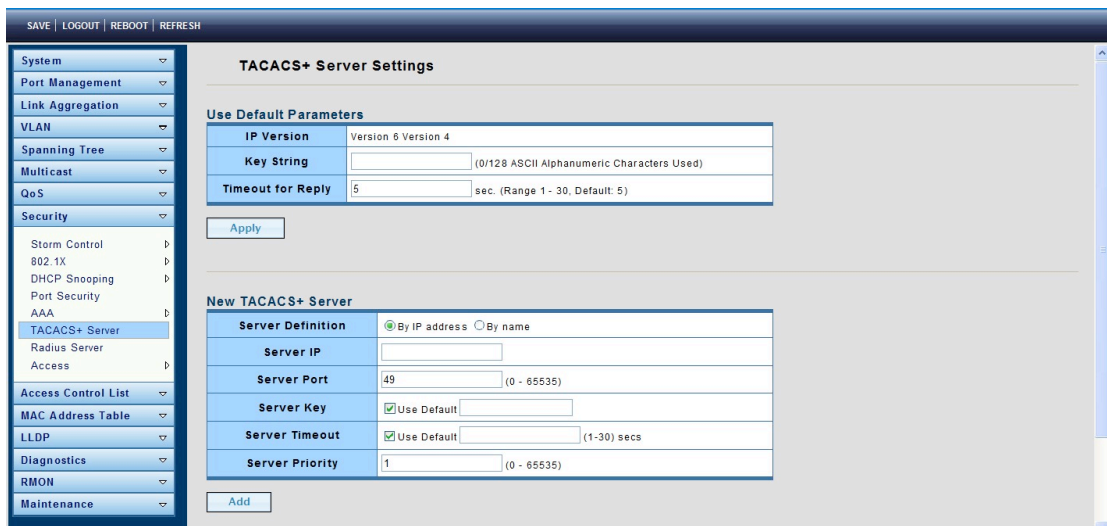 SAVE | LOGOUT | REBOOT | REFRESH
System
Port Management
Link Aggregation
VLAN
Spanning Tree
Multicast
QoS
Security
Storm Control
802.1X
DHCP Snooping
Port Security
AAA
TACACS+ Server
Radius Server
Access
Access Control List
MAC Address Table
LLDP
Diagnostics
RMON
Maintenance
TACACS+ Server Settings
Use Default Parameters
IP Version Version 6 Version 4
Key String (0/128 ASCII Alphanumeric Characters Used)
Timeout for Reply 5 sec. (Range 1 - 30, Default: 5)
Apply
New TACACS+ Server
Server Definition By IP address By name
Server IP
Server Port 49 (0 - 65535)
Server Key Use Default
Server Timeout Use Default (1-30) secs
Server Priority 1 (0 - 65535)
Add